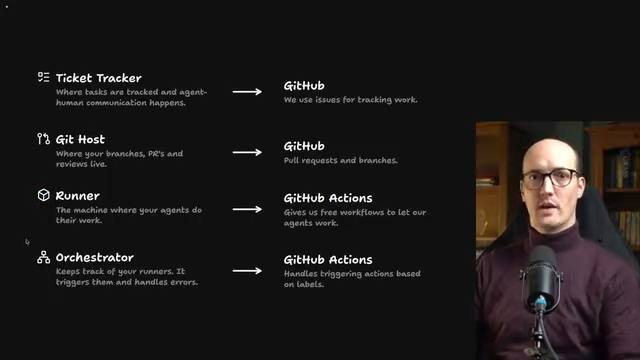 Ticket Tracker
Where tasks are tracked and agent-
human communication happens.
GitHub
We use issues for tracking work.
Git Host
Where your branches, PR's and
reviews live.
GitHub
Pull requests and branches.
Runner
The machine where your agents do
their work.
GitHub Actions
Gives us free workflows to let our
agents work.
Orchestrator
Keeps track of your runners. It
triggers them and handles errors.
GitHub Actions
Handles triggering actions based
on labels.